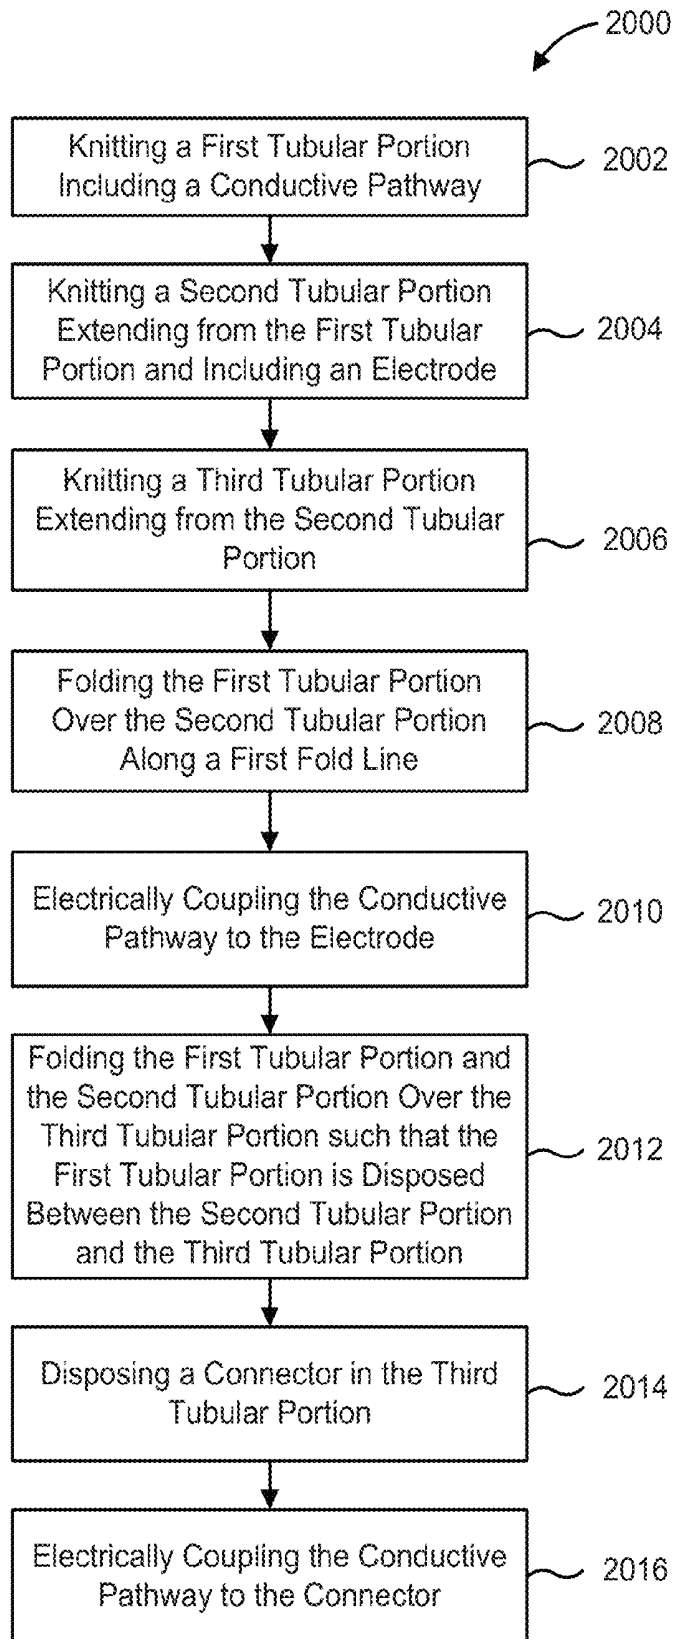 2000
Knitting a First Tubular Portion
Including a Conductive Pathway
2002
Knitting a Second Tubular Portion
Extending from the First Tubular
Portion and Including an Electrode
2004
Knitting a Third Tubular Portion
Extending from the Second Tubular
Portion
2006
Folding the First Tubular Portion
Over the Second Tubular Portion
Along a First Fold Line
2008
Electrically Coupling the Conductive
Pathway to the Electrode
2010
Folding the First Tubular Portion and
the Second Tubular Portion Over the
Third Tubular Portion such that the
First Tubular Portion is Disposed
Between the Second Tubular Portion
and the Third Tubular Portion
2012
Disposing a Connector in the Third
Tubular Portion
2014
Electrically Coupling the Conductive
Pathway to the Connector
2016